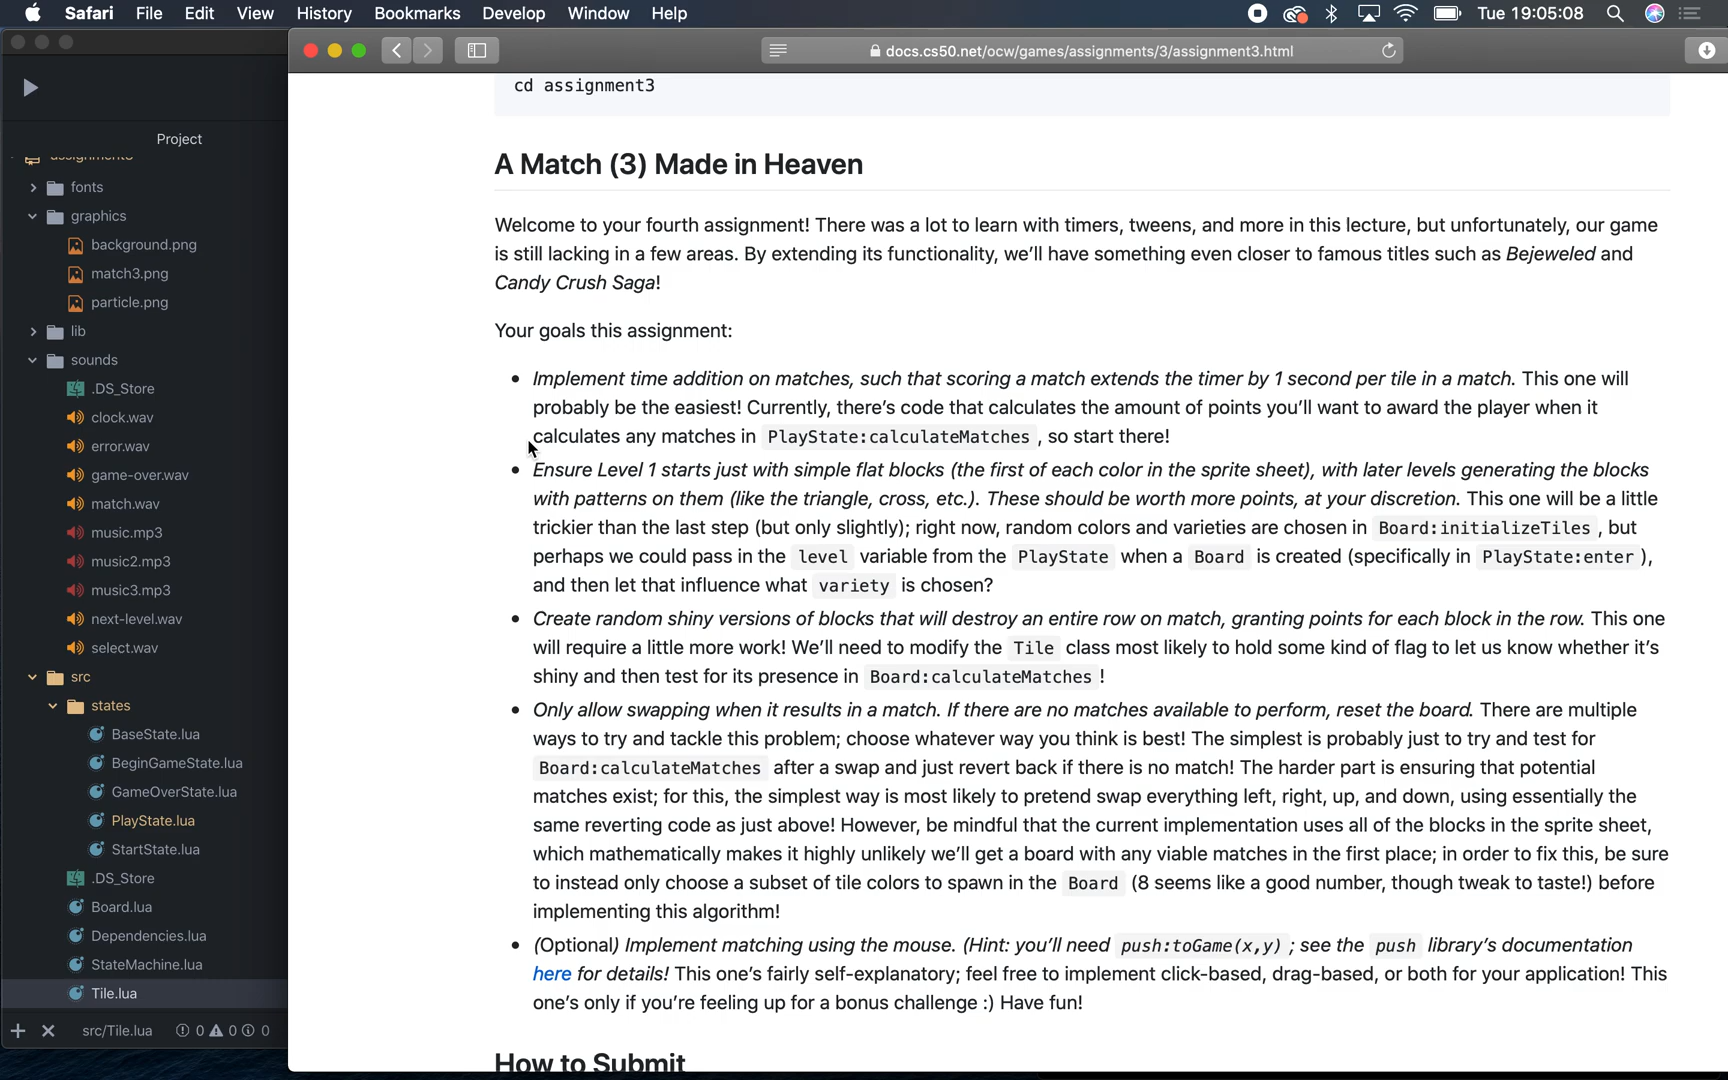 Safari File Edit View History Bookmarks Develop Window Help Tue 19:05:08
docs.cs50.net/ocw/games/assignments/3/assignment3.html
Project
fonts
graphics
background.png
match3.png
particle.png
lib
sounds
.DS_Store
clock.wav
error.wav
game-over.wav
match.wav
music.mp3
music2.mp3
music3.mp3
next-level.wav
select.wav
src
states
BaseState.lua
BeginGameState.lua
GameOverState.lua
PlayState.lua
StartState.lua
.DS_Store
Board.lua
Dependencies.lua
StateMachine.lua
Tile.lua
src/Tile.lua 0 0 0
cd assignment3
A Match (3) Made in Heaven
Welcome to your fourth assignment! There was a lot to learn with timers, tweens, and more in this lecture, but unfortunately, our game
is still lacking in a few areas. By extending its functionality, we'll have something even closer to famous titles such as Bejeweled and
Candy Crush Saga!
Your goals this assignment:
• Implement time addition on matches, such that scoring a match extends the timer by 1 second per tile in a match. This one will
probably be the easiest! Currently, there's code that calculates the amount of points you'll want to award the player when it
calculates any matches in PlayState:calculateMatches , so start there!
• Ensure Level 1 starts just with simple flat blocks (the first of each color in the sprite sheet), with later levels generating the blocks
with patterns on them (like the triangle, cross, etc.). These should be worth more points, at your discretion. This one will be a little
trickier than the last step (but only slightly); right now, random colors and varieties are chosen in Board:initializeTiles , but
perhaps we could pass in the level variable from the PlayState when a Board is created (specifically in PlayState:enter ),
and then let that influence what variety is chosen?
• Create random shiny versions of blocks that will destroy an entire row on match, granting points for each block in the row. This one
will require a little more work! We'll need to modify the Tile class most likely to hold some kind of flag to let us know whether it's
shiny and then test for its presence in Board:calculateMatches !
• Only allow swapping when it results in a match. If there are no matches available to perform, reset the board. There are multiple
ways to try and tackle this problem; choose whatever way you think is best! The simplest is probably just to try and test for
Board:calculateMatches after a swap and just revert back if there is no match! The harder part is ensuring that potential
matches exist; for this, the simplest way is most likely to pretend swap everything left, right, up, and down, using essentially the
same reverting code as just above! However, be mindful that the current implementation uses all of the blocks in the sprite sheet,
which mathematically makes it highly unlikely we'll get a board with any viable matches in the first place; in order to fix this, be sure
to instead only choose a subset of tile colors to spawn in the Board (8 seems like a good number, though tweak to taste!) before
implementing this algorithm!
• (Optional) Implement matching using the mouse. (Hint: you'll need push:toGame(x,y) ; see the push library's documentation
here for details! This one's fairly self-explanatory; feel free to implement click-based, drag-based, or both for your application! This
one's only if you're feeling up for a bonus challenge :) Have fun!
How to Submit